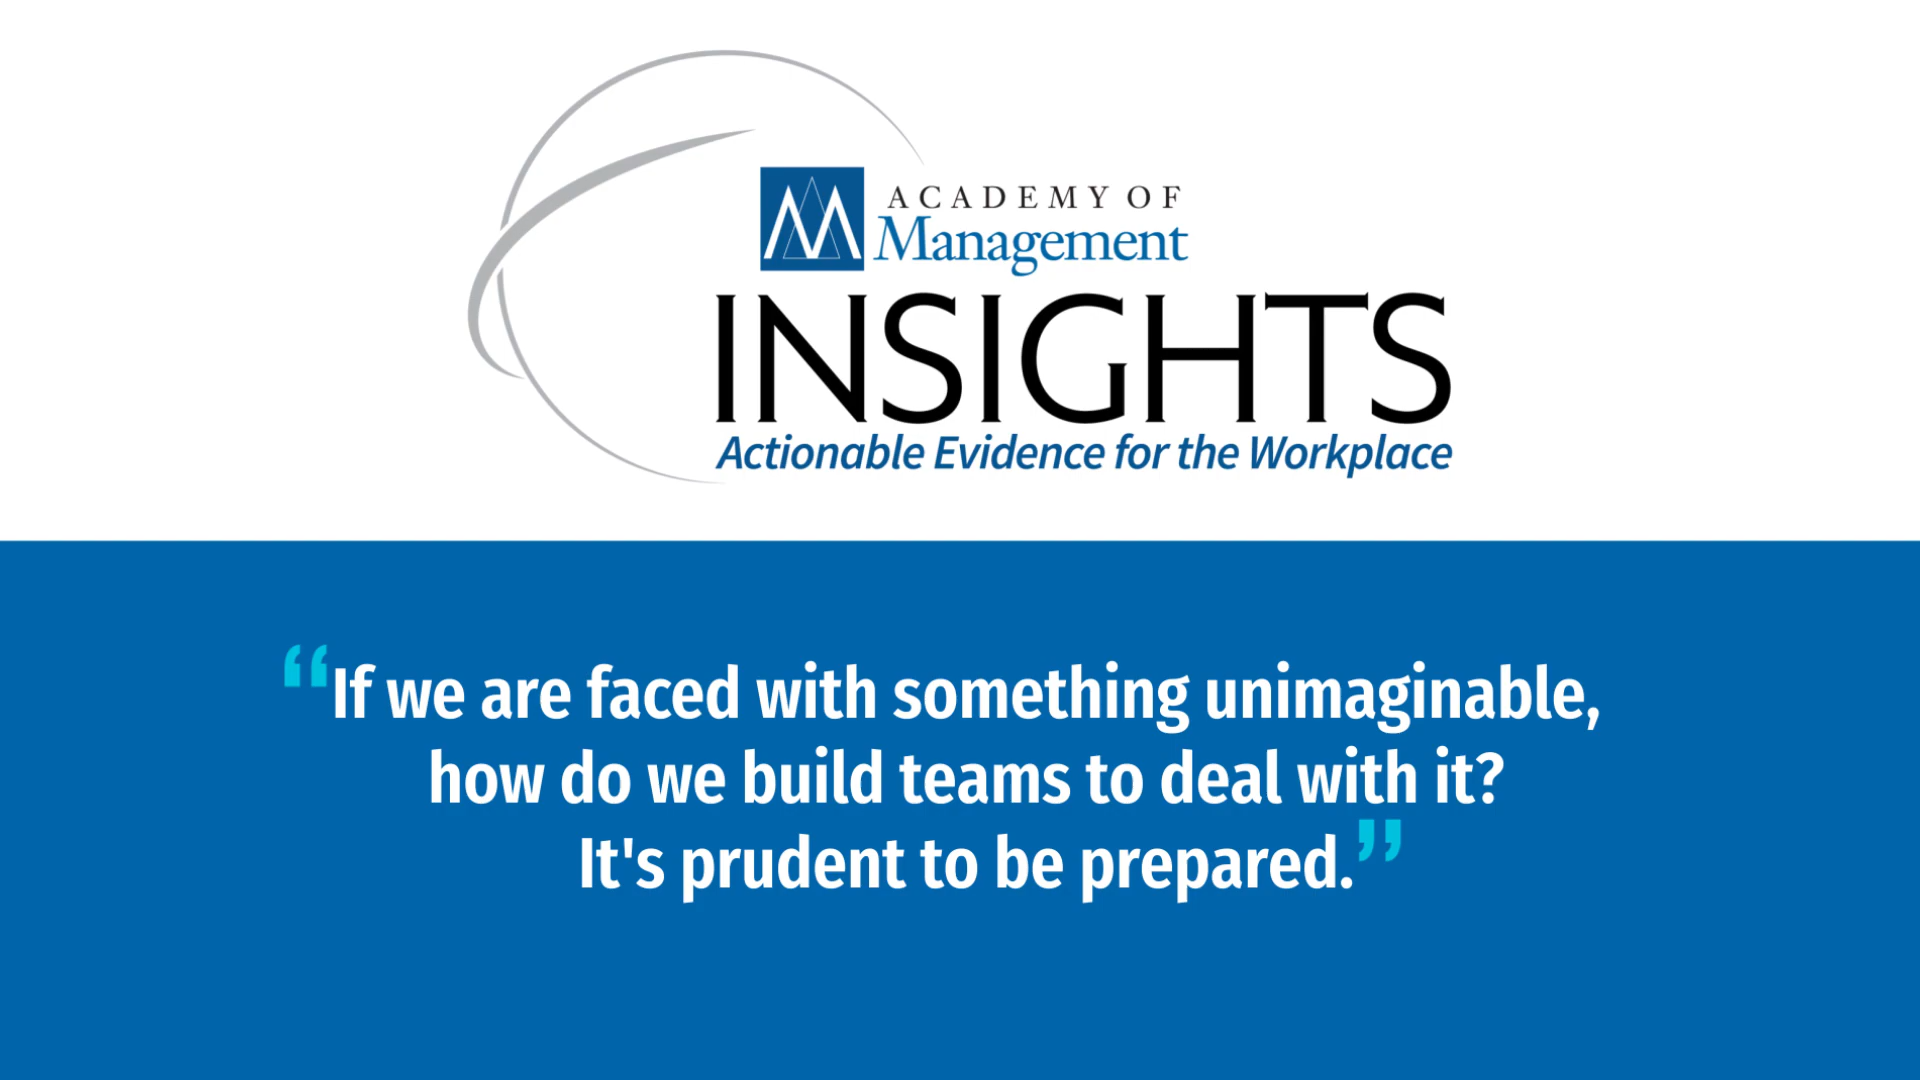 ACADEMY OF
Management
INSIGHTS
Actionable Evidence for the Workplace
“If we are faced with something unimaginable,
how do we build teams to deal with it?
It's prudent to be prepared.”